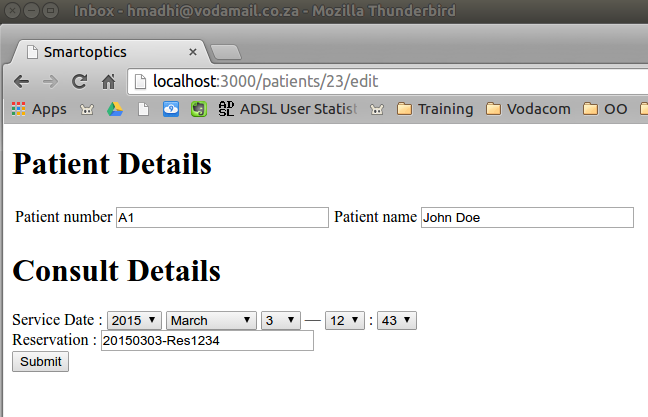 Inbox - hmadhi@vodamail.co.za - Mozilla Thunderbird
Smartoptics ×
localhost:3000/patients/23/edit
Apps ADSL ADSL User Statist Training Vodacom OO
Patient Details
Patient number A1 Patient name John Doe
Consult Details
Service Date : 2015 March 3 — 12 : 43
Reservation : 20150303-Res1234
Submit